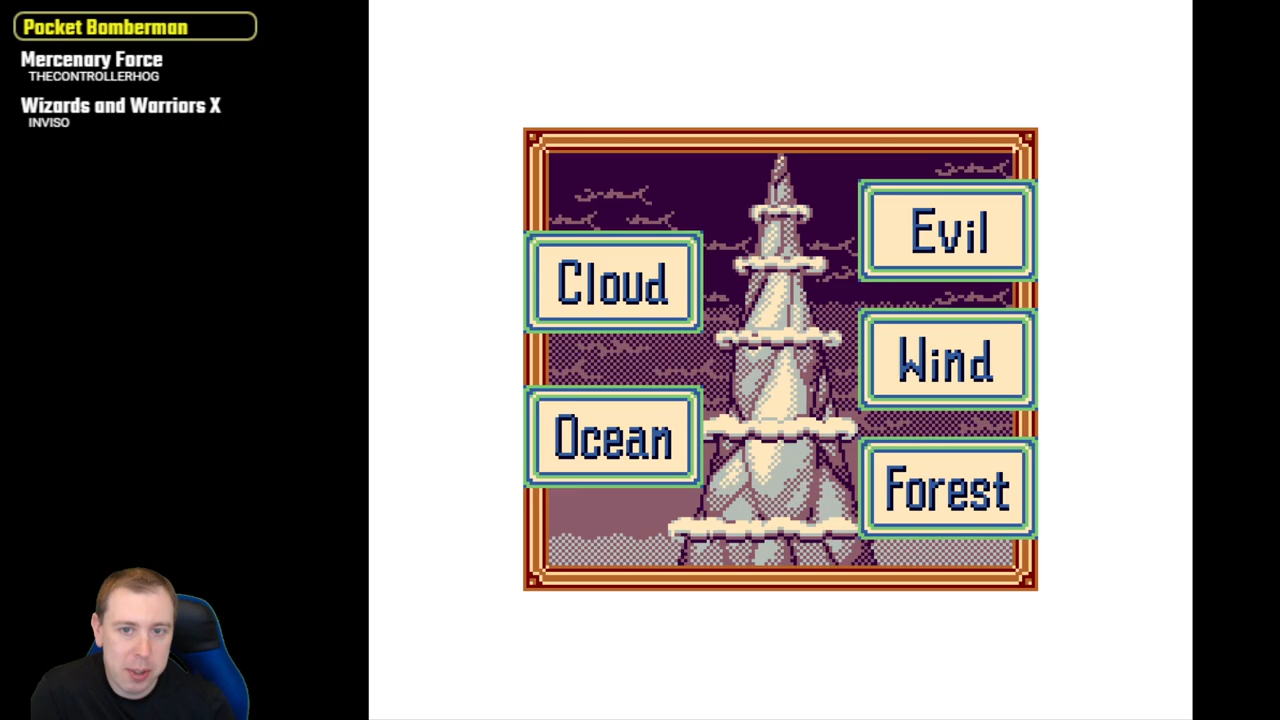 Pocket Bomberman
Mercenary Force
THECONTROLLERHOG
Wizards and Warriors X
INVISO
Evil
Cloud
Wind
Ocean
Forest